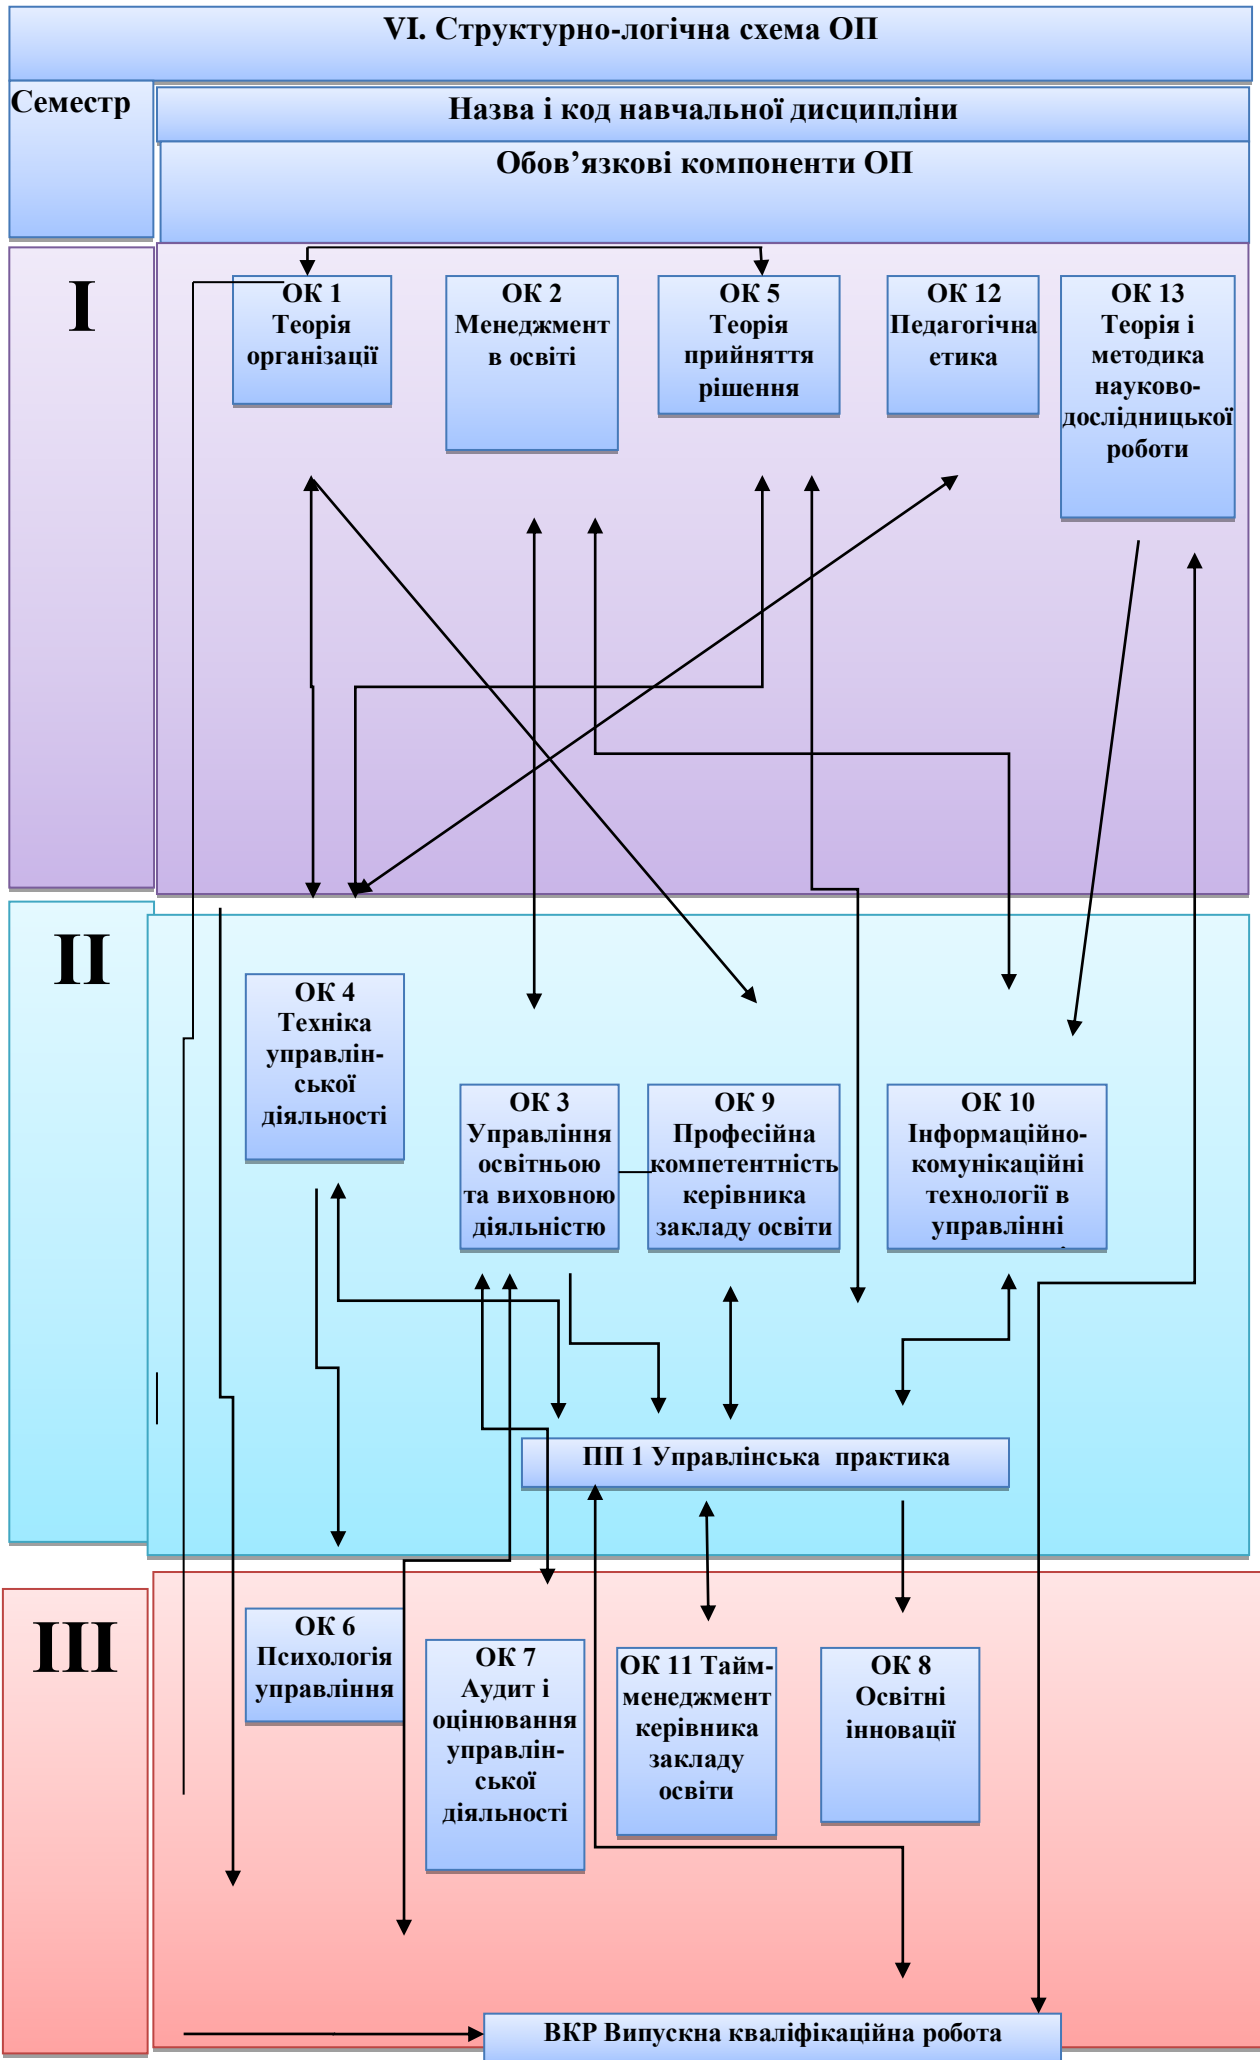 VI. Структурно-логічна схема ОП
Семестр
Назва і код навчальної дисципліни
Обов’язкові компоненти ОП
I
ОК 1
Теорія
організації
ОК 2
Менеджмент
в освіті
ОК 5
Теорія
прийняття
рішення
ОК 12
Педагогічна
етика
ОК 13
Теорія і
методика
науково-
дослідницької
роботи
II
ОК 4
Техніка
управлін-
ської
діяльності
ОК 3
Управління
освітньою
та виховною
діяльністю
ОК 9
Професійна
компетентність
керівника
закладу освіти
ОК 10
Інформаційно-
комунікаційні
технології в
управлінні
ПП 1 Управлінська практика
III
ОК 6
Психологія
управління
ОК 7
Аудит і
оцінювання
управлін-
ської
діяльності
ОК 11 Тайм-
менеджмент
керівника
закладу
освіти
ОК 8
Освітні
інновації
ВКР Випускна кваліфікаційна робота